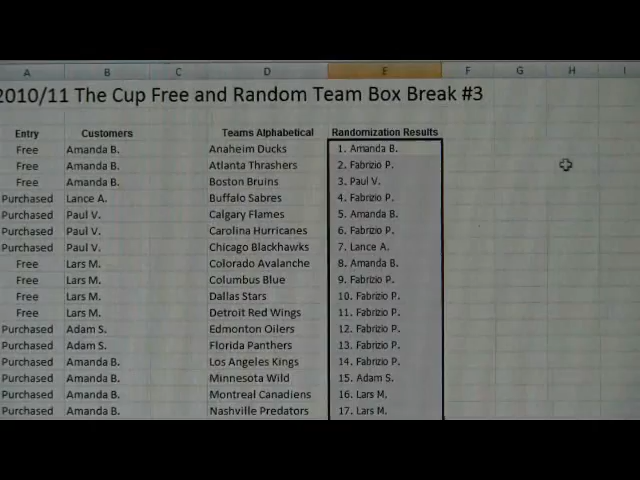 A B C D E F G H I
2010/11 The Cup Free and Random Team Box Break #3
Entry Customers Teams Alphabetical Randomization Results
Free Amanda B. Anaheim Ducks 1. Amanda B.
Free Amanda B. Atlanta Thrashers 2. Fabrizio P.
Free Amanda B. Boston Bruins 3. Paul V.
Purchased Lance A. Buffalo Sabres 4. Fabrizio P.
Purchased Paul V. Calgary Flames 5. Amanda B.
Purchased Paul V. Carolina Hurricanes 6. Fabrizio P.
Purchased Paul V. Chicago Blackhawks 7. Lance A.
Free Lars M. Colorado Avalanche 8. Amanda B.
Free Lars M. Columbus Blue 9. Fabrizio P.
Free Lars M. Dallas Stars 10. Fabrizio P.
Free Lars M. Detroit Red Wings 11. Fabrizio P.
Purchased Adam S. Edmonton Oilers 12. Fabrizio P.
Purchased Adam S. Florida Panthers 13. Fabrizio P.
Purchased Amanda B. Los Angeles Kings 14. Fabrizio P.
Purchased Amanda B. Minnesota Wild 15. Adam S.
Purchased Amanda B. Montreal Canadiens 16. Lars M.
Purchased Amanda B. Nashville Predators 17. Lars M.